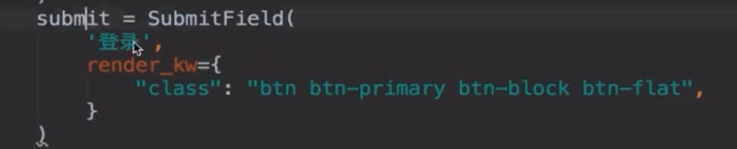 submit = SubmitField(
'登录',
render_kw={
"class": "btn btn-primary btn-block btn-flat",
}
)